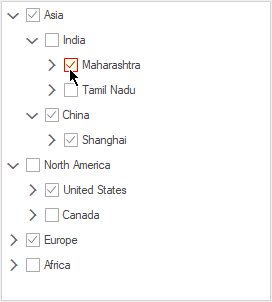 Asia
India
Maharashtra
Tamil Nadu
China
Shanghai
North America
United States
Canada
Europe
Africa